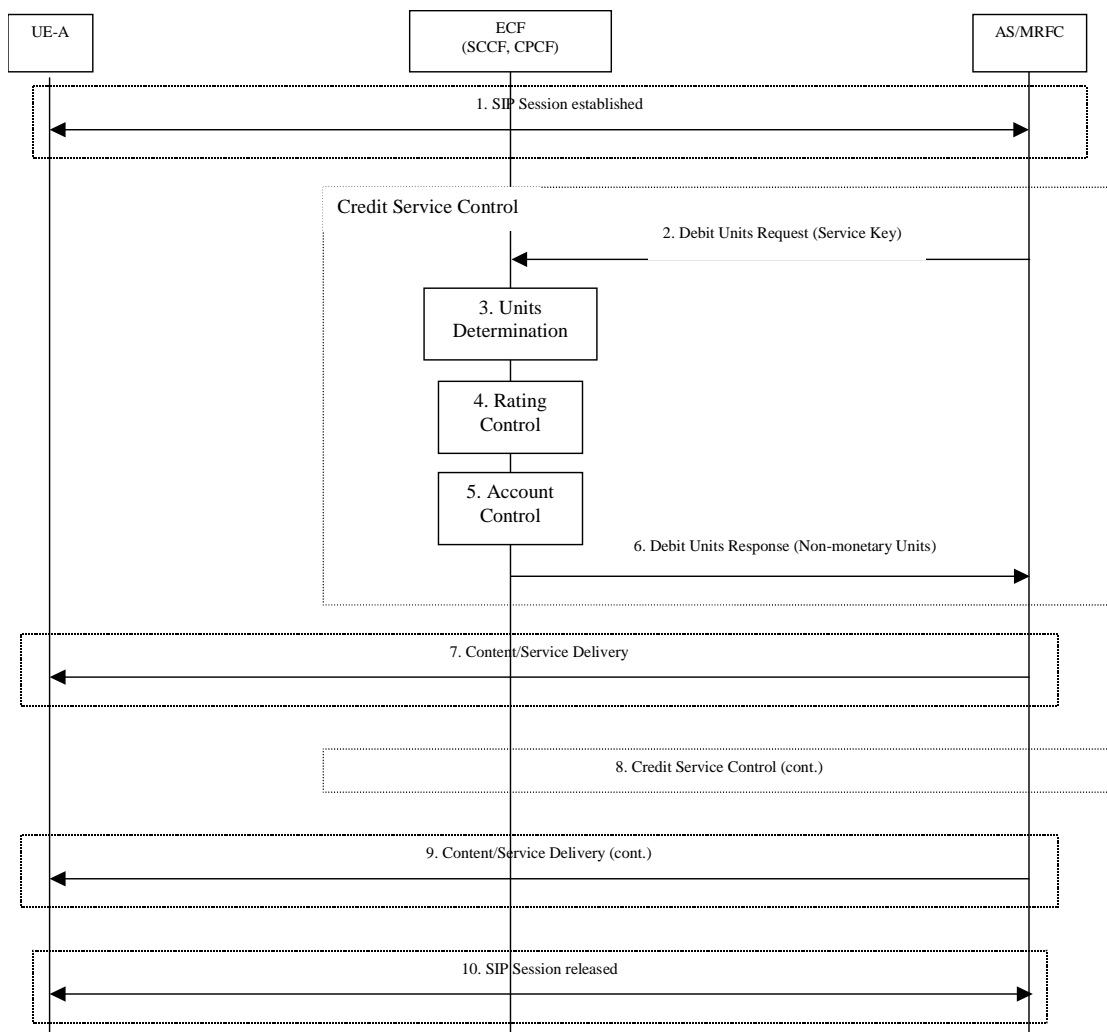 UE-A
ECF
(SCCF, CPCF)
AS/MRFC
1. SIP Session established
Credit Service Control
2. Debit Units Request (Service Key)
3. Units
Determination
4. Rating
Control
5. Account
Control
6. Debit Units Response (Non-monetary Units)
7. Content/Service Delivery
8. Credit Service Control (cont.)
9. Content/Service Delivery (cont.)
10. SIP Session released